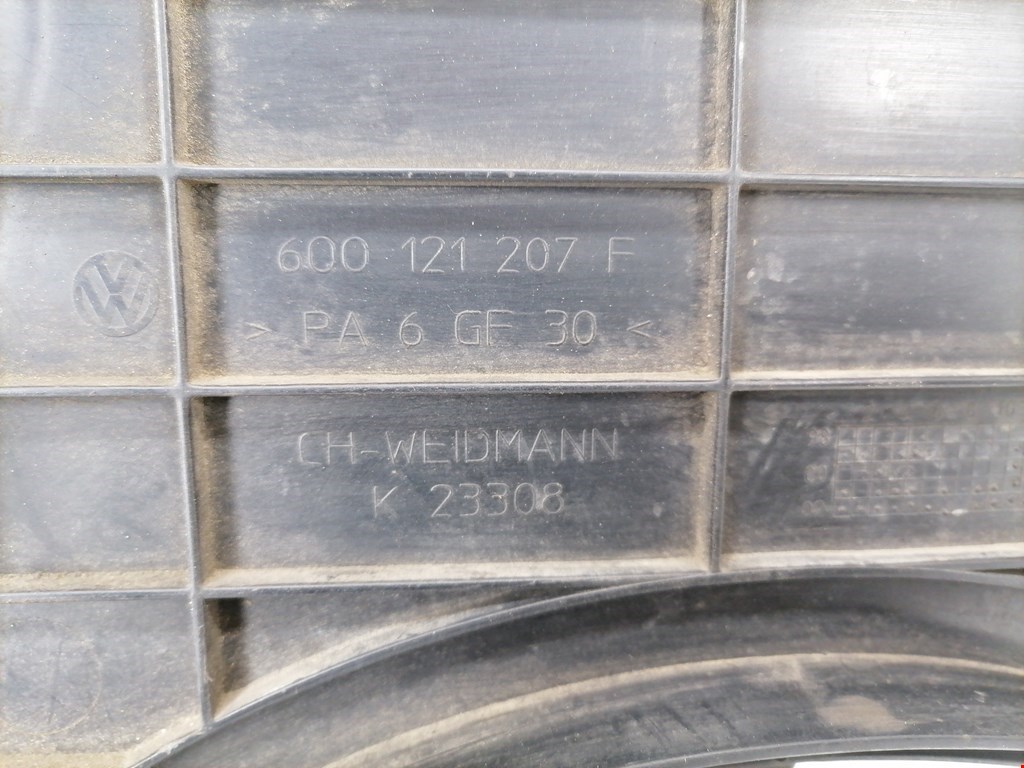 6Q0 121 207 F
> PA 6 GF 30 <
CH-WEIDMANN
K 23308